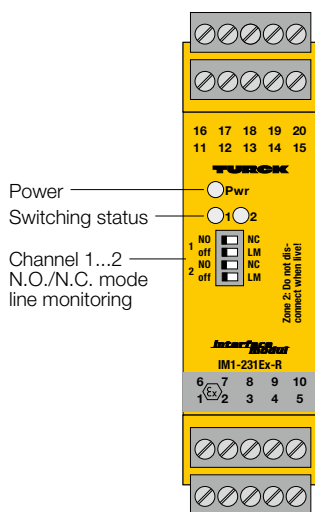 16 17 18 19 20
11 12 13 14 15
TURCK
Power
Pwr
Switching status
1 2
Channel 1...2
N.O./N.C. mode
line monitoring
1 NO NC
off LM
2 NO NC
off LM
Zone 2: Do not dis-
connect when live!
Interface
Modul
IM1-231Ex-R
6 7 8 9 10
Ex
1 2 3 4 5